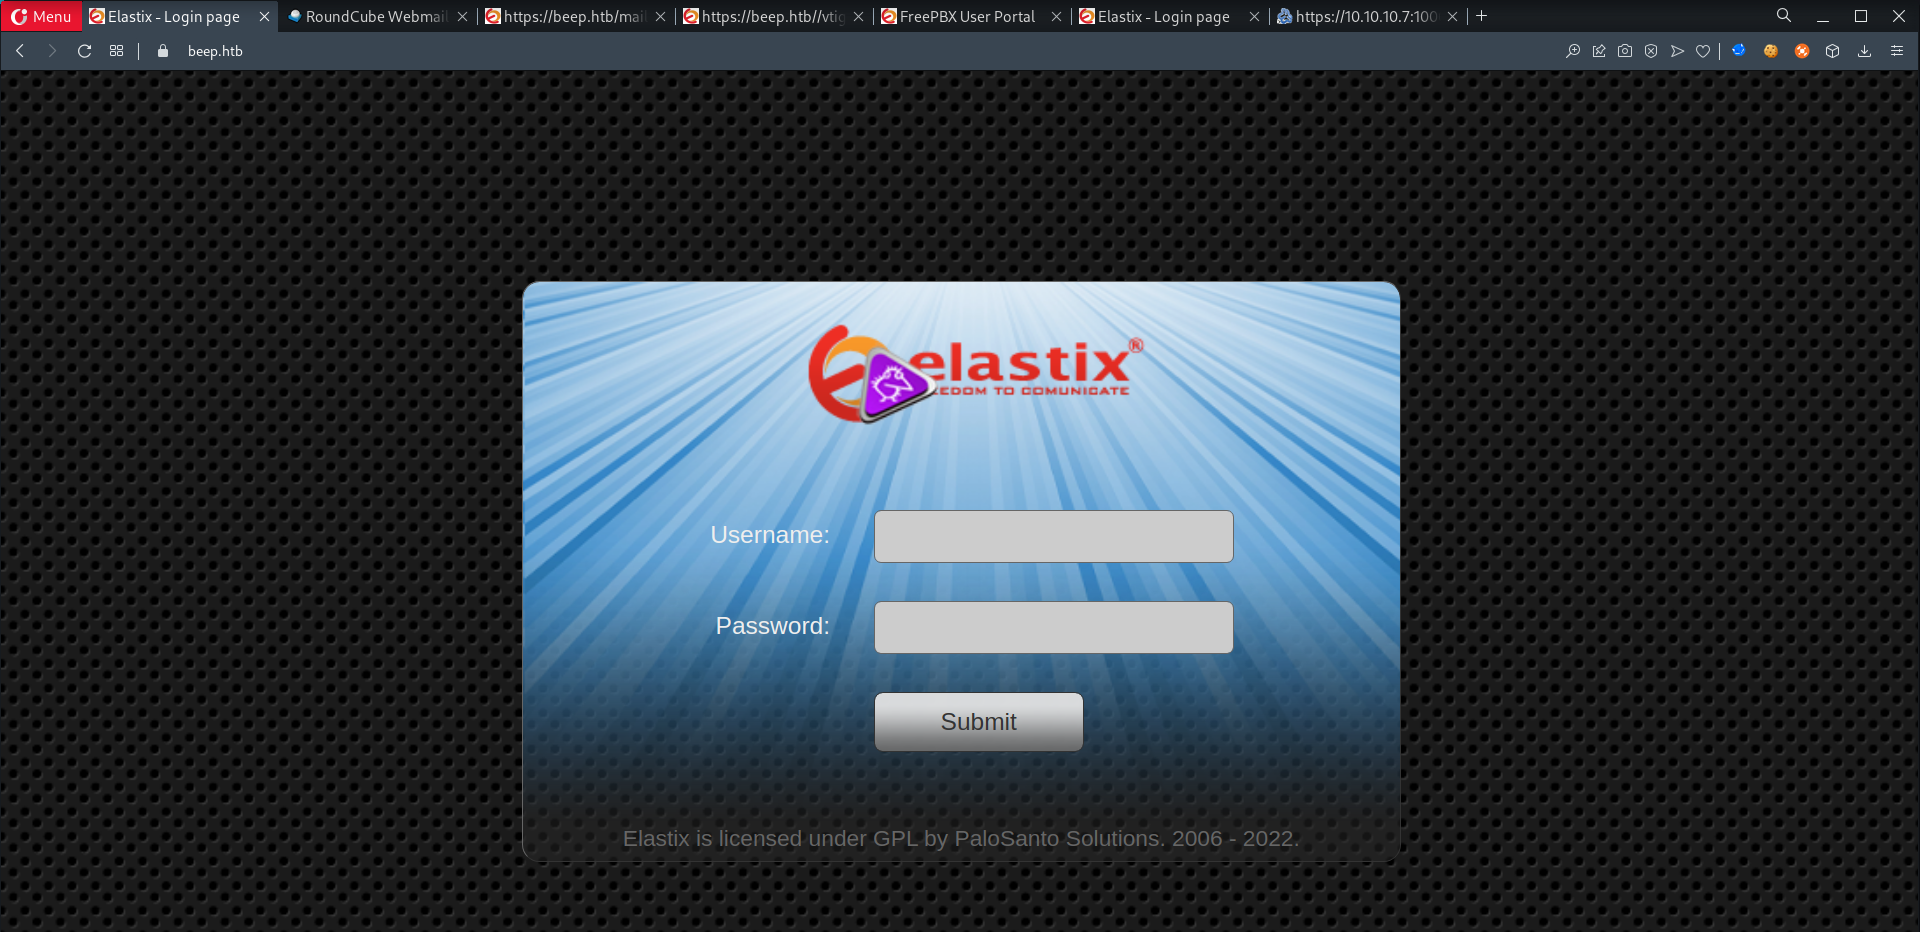 Menu
Elastix - Login page
RoundCube Webmail
https://beep.htb/mail
https://beep.htb//vtig
FreePBX User Portal
Elastix - Login page
https://10.10.10.7:100
beep.htb
elastix®
EDOM TO COMUNICATE
Username:
Password:
Submit
Elastix is licensed under GPL by PaloSanto Solutions. 2006 - 2022.